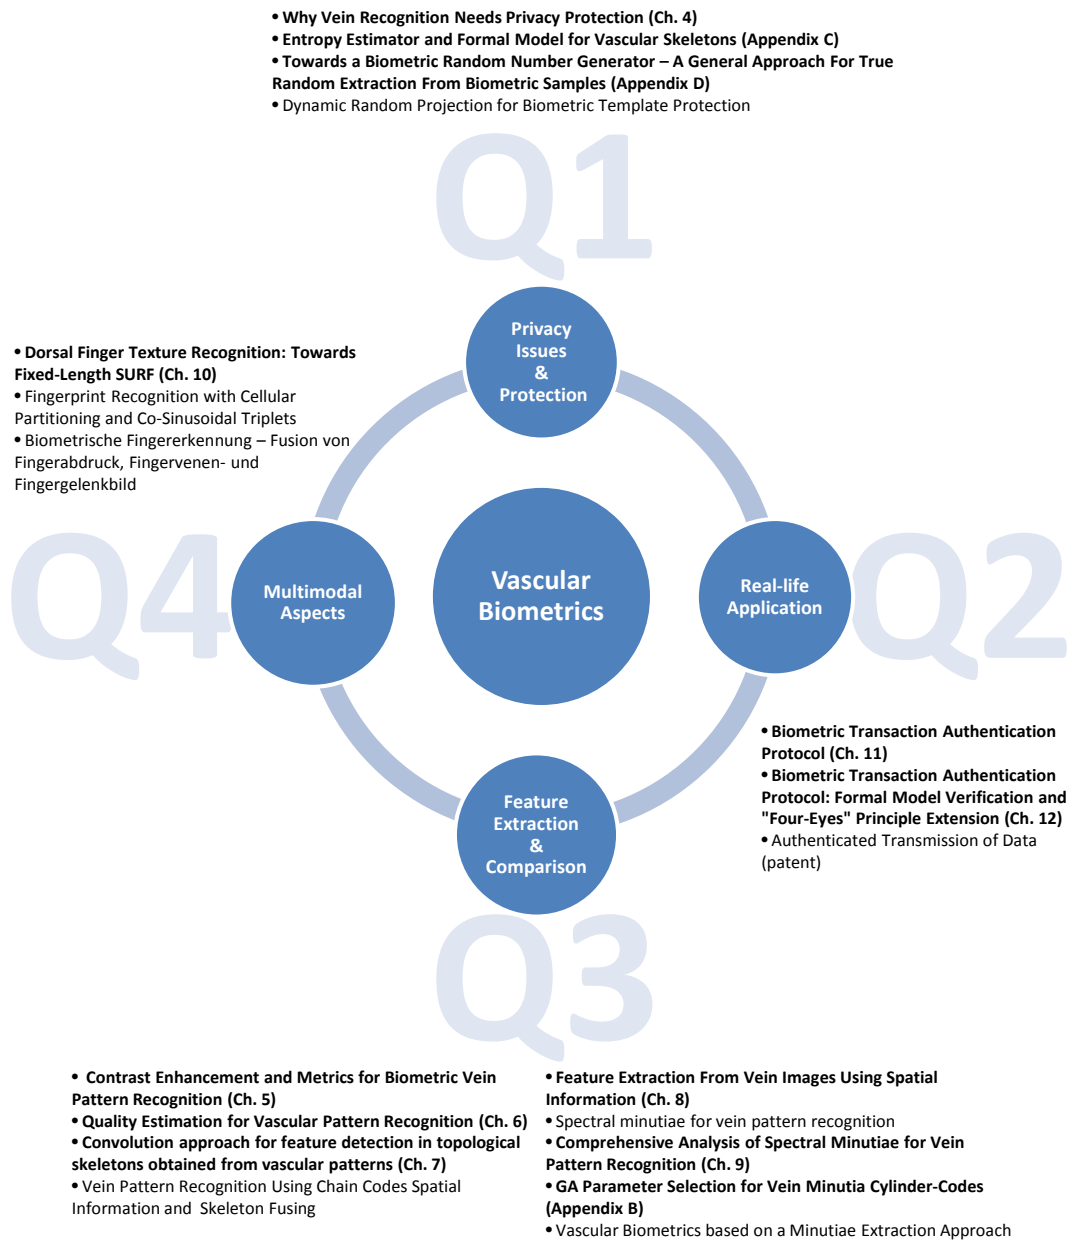 • Why Vein Recognition Needs Privacy Protection (Ch. 4)
• Entropy Estimator and Formal Model for Vascular Skeletons (Appendix C)
• Towards a Biometric Random Number Generator – A General Approach For True
Random Extraction From Biometric Samples (Appendix D)
• Dynamic Random Projection for Biometric Template Protection
Q1
Privacy
Issues
&
Protection
• Dorsal Finger Texture Recognition: Towards
Fixed-Length SURF (Ch. 10)
• Fingerprint Recognition with Cellular
Partitioning and Co-Sinusoidal Triplets
• Biometrische Fingererkennung – Fusion von
Fingerabdruck, Fingervenen- und
Fingergelenkbild
Q4
Multimodal
Aspects
Vascular
Biometrics
Real-life
Application
Q2
• Biometric Transaction Authentication
Protocol (Ch. 11)
• Biometric Transaction Authentication
Protocol: Formal Model Verification and
"Four-Eyes" Principle Extension (Ch. 12)
• Authenticated Transmission of Data
(patent)
Feature
Extraction
&
Comparison
Q3
• Contrast Enhancement and Metrics for Biometric Vein
Pattern Recognition (Ch. 5)
• Quality Estimation for Vascular Pattern Recognition (Ch. 6)
• Convolution approach for feature detection in topological
skeletons obtained from vascular patterns (Ch. 7)
• Vein Pattern Recognition Using Chain Codes Spatial
Information and Skeleton Fusing
• Feature Extraction From Vein Images Using Spatial
Information (Ch. 8)
• Spectral minutiae for vein pattern recognition
• Comprehensive Analysis of Spectral Minutiae for Vein
Pattern Recognition (Ch. 9)
• GA Parameter Selection for Vein Minutia Cylinder-Codes
(Appendix B)
• Vascular Biometrics based on a Minutiae Extraction Approach